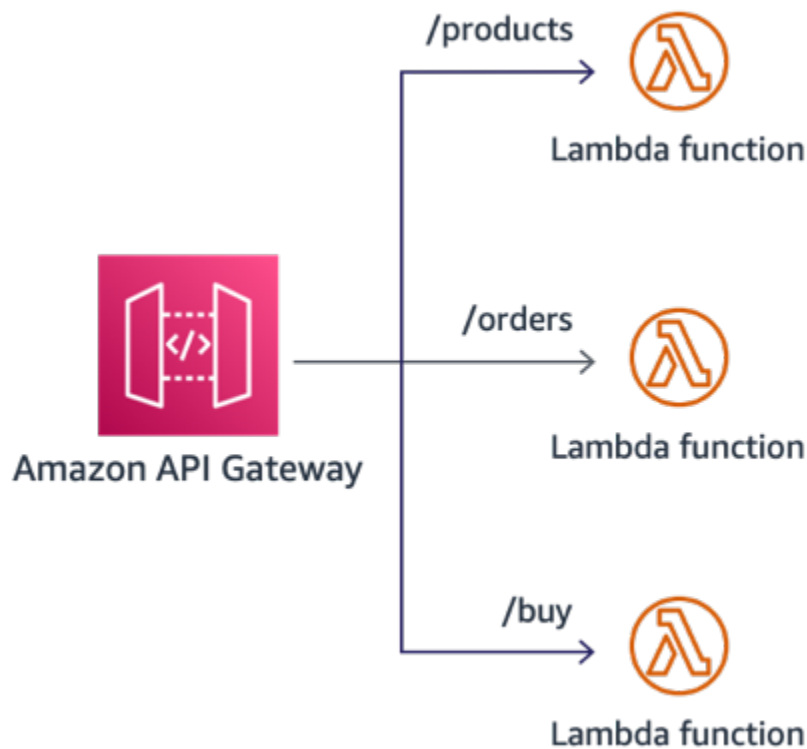 /products
Lambda function
</>
/orders
Lambda function
Amazon API Gateway
/buy
Lambda function